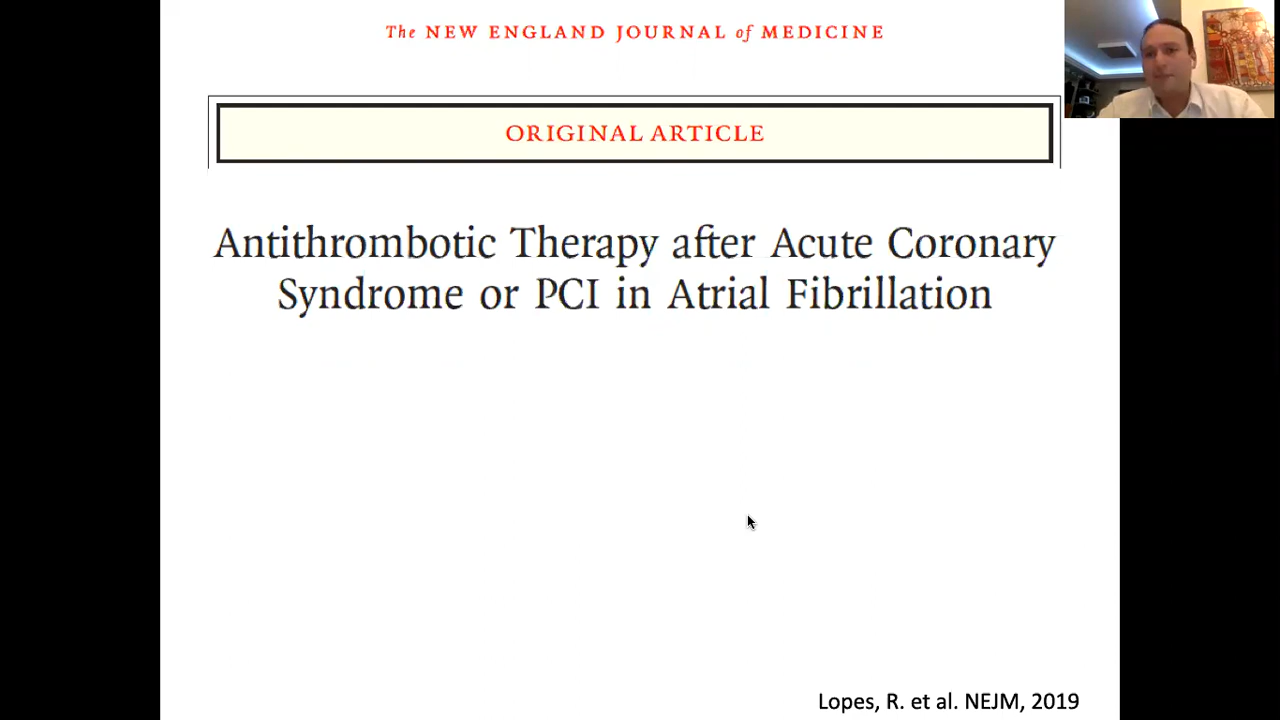 The NEW ENGLAND JOURNAL of MEDICINE
ORIGINAL ARTICLE
Antithrombotic Therapy after Acute Coronary
Syndrome or PCI in Atrial Fibrillation
Lopes, R. et al. NEJM, 2019